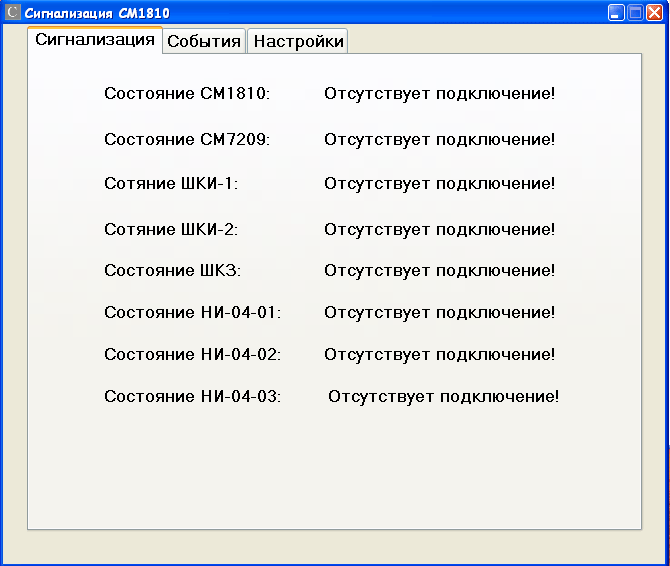 C Сигнализация СМ1810
Сигнализация События Настройки
Состояние СМ1810: Отсутствует подключение!
Состояние СМ7209: Отсутствует подключение!
Сотяние ШКИ-1: Отсутствует подключение!
Сотяние ШКИ-2: Отсутствует подключение!
Состояние ШКЗ: Отсутствует подключение!
Состояние НИ-04-01: Отсутствует подключение!
Состояние НИ-04-02: Отсутствует подключение!
Состояние НИ-04-03: Отсутствует подключение!